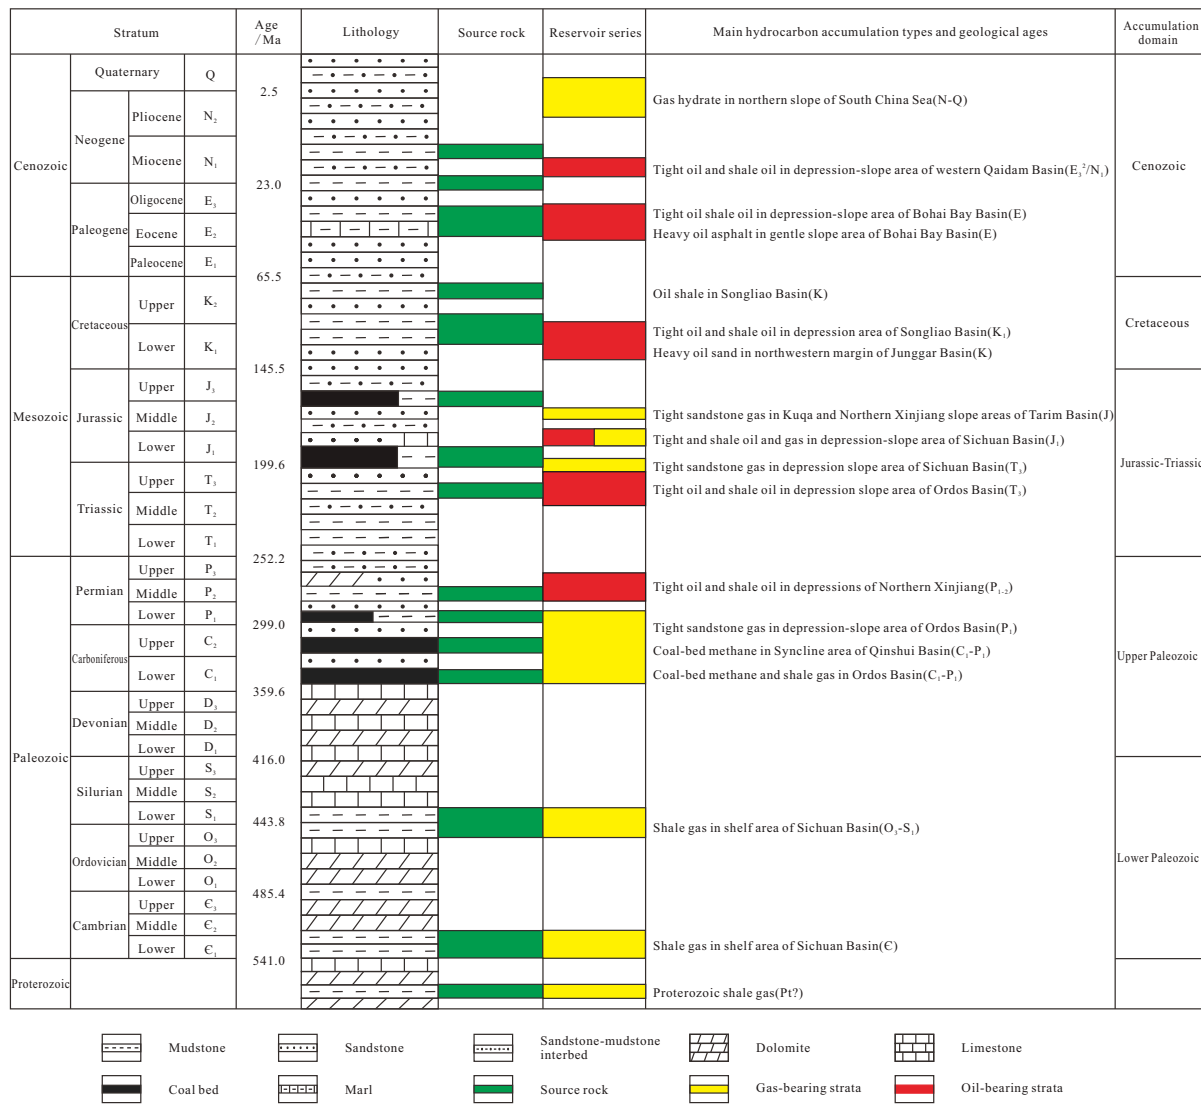 Stratum
Age /Ma
Lithology
Source rock
Reservoir series
Main hydrocarbon accumulation types and geological ages
Accumulation domain
Cenozoic
Quaternary
Q
Neogene
Pliocene
N₂
Miocene
N₁
Paleogene
Oligocene
E₃
Eocene
E₂
Paleocene
E₁
Mesozoic
Cretaceous
Upper
K₂
Lower
K₁
Jurassic
Upper
J₃
Middle
J₂
Lower
J₁
Triassic
Upper
T₃
Middle
T₂
Lower
T₁
Paleozoic
Permian
Upper
P₃
Middle
P₂
Lower
P₁
Carboniferous
Upper
C₂
Lower
C₁
Devonian
Upper
D₃
Middle
D₂
Lower
D₁
Silurian
Upper
S₃
Middle
S₂
Lower
S₁
Ordovician
Upper
O₃
Middle
O₂
Lower
O₁
Cambrian
Upper
Є₃
Middle
Є₂
Lower
Є₁
Proterozoic
2.5
23.0
65.5
145.5
199.6
252.2
299.0
359.6
416.0
443.8
485.4
541.0
Gas hydrate in northern slope of South China Sea(N-Q)
Tight oil and shale oil in depression-slope area of western Qaidam Basin(E₃²/N₁)
Tight oil shale oil in depression-slope area of Bohai Bay Basin(E)
Heavy oil asphalt in gentle slope area of Bohai Bay Basin(E)
Oil shale in Songliao Basin(K)
Tight oil and shale oil in depression area of Songliao Basin(K₁)
Heavy oil sand in northwestern margin of Junggar Basin(K)
Tight sandstone gas in Kuqa and Northern Xinjiang slope areas of Tarim Basin(J)
Tight and shale oil and gas in depression-slope area of Sichuan Basin(J₁)
Tight sandstone gas in depression slope area of Sichuan Basin(T₃)
Tight oil and shale oil in depression slope area of Ordos Basin(T₃)
Tight oil and shale oil in depressions of Northern Xinjiang(P₁₋₂)
Tight sandstone gas in depression-slope area of Ordos Basin(P₁)
Coal-bed methane in Syncline area of Qinshui Basin(C₁-P₁)
Coal-bed methane and shale gas in Ordos Basin(C₁-P₁)
Shale gas in shelf area of Sichuan Basin(O₃-S₁)
Shale gas in shelf area of Sichuan Basin(Є)
Proterozoic shale gas(Pt?)
Cenozoic
Cretaceous
Jurassic-Triassic
Upper Paleozoic
Lower Paleozoic
Mudstone
Sandstone
Sandstone-mudstone
interbed
Dolomite
Limestone
Coal bed
Marl
Source rock
Gas-bearing strata
Oil-bearing strata